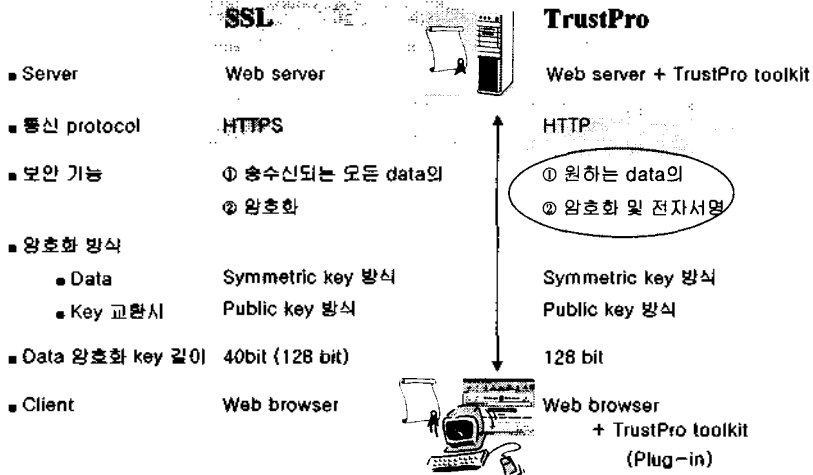 SSL TrustPro
▪ Server Web server Web server + TrustPro toolkit
▪ 통신 protocol HTTPS HTTP
▪ 보안 기능 ① 송수신되는 모든 data의 ① 원하는 data의
② 암호화 ② 암호화 및 전자서명
▪ 암호화 방식
▪ Data Symmetric key 방식 Symmetric key 방식
▪ Key 교환시 Public key 방식 Public key 방식
▪ Data 암호화 key 길이 40bit (128 bit) 128 bit
▪ Client Web browser Web browser
+ TrustPro toolkit
(Plug-in)